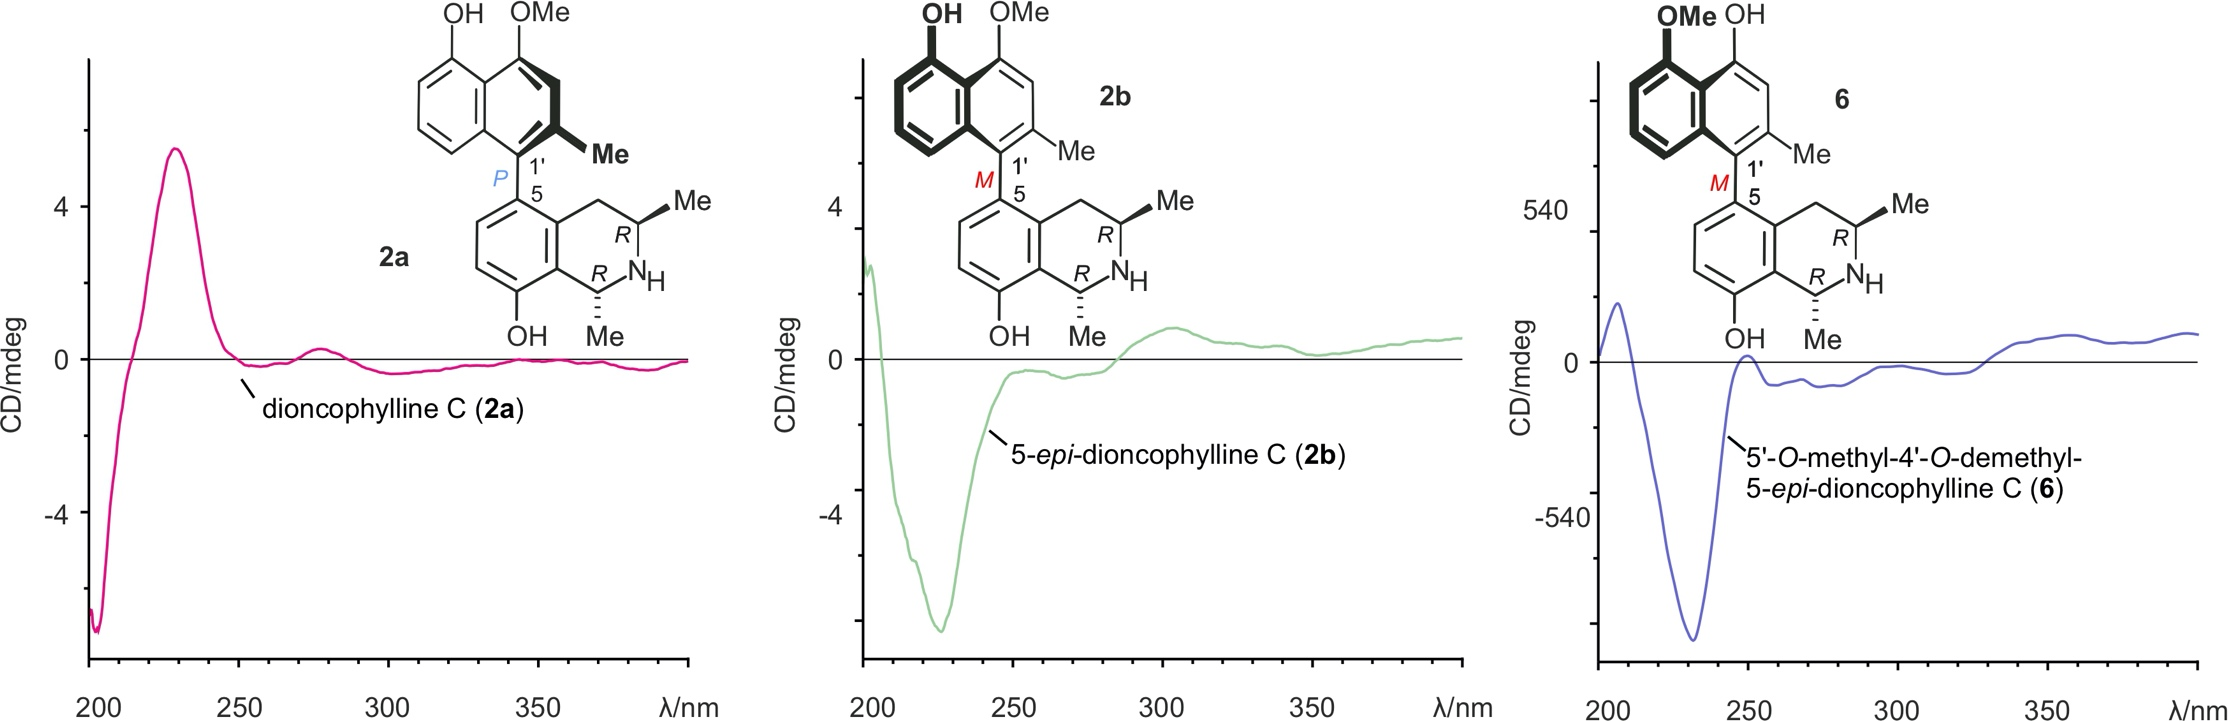 OH OMe
Me
1'
P
5
Me
R
2a
R
NH
OH Me
4
0
-4
CD/mdeg
dioncophylline C (2a)
200 250 300 350 λ/nm
OH OMe
2b
Me
1'
M
5
Me
R
R
NH
OH Me
4
0
-4
CD/mdeg
5-epi-dioncophylline C (2b)
200 250 300 350 λ/nm
OMe OH
6
Me
1'
M
5
Me
R
R
NH
OH Me
540
0
-540
CD/mdeg
5'-O-methyl-4'-O-demethyl-
5-epi-dioncophylline C (6)
200 250 300 350 λ/nm